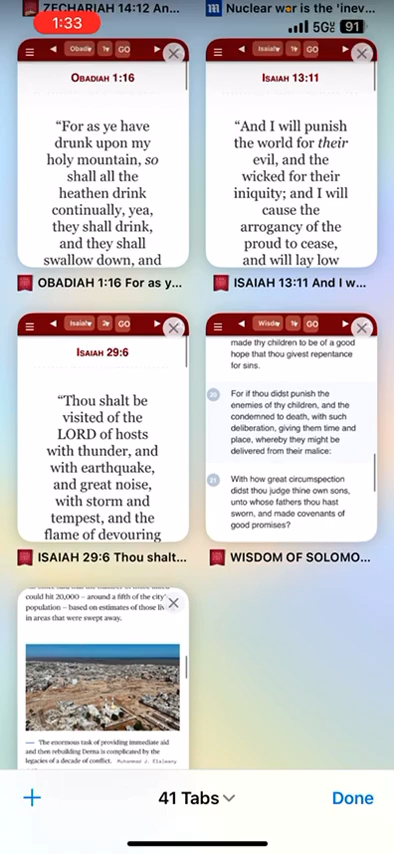 ZECHARIAH 14:12 An...
Nuclear war is the 'inev...
1:33
5G
91
Obadi
1
GO
OBADIAH 1:16
"For as ye have
drunk upon my
holy mountain, so
shall all the
heathen drink
continually, yea,
they shall drink,
and they shall
swallow down, and
OBADIAH 1:16 For as y...
Isaiah
1
GO
ISAIAH 13:11
"And I will punish
the world for their
evil, and the
wicked for their
iniquity; and I will
cause the
arrogancy of the
proud to cease,
and will lay low
ISAIAH 13:11 And I w...
Isaiah
2
GO
ISAIAH 29:6
"Thou shalt be
visited of the
LORD of hosts
with thunder, and
with earthquake,
and great noise,
with storm and
tempest, and the
flame of devouring
ISAIAH 29:6 Thou shalt...
Wisdo
1
GO
made thy children to be of a good
hope that thou givest repentance
for sins.
20
For if thou didst punish the
enemies of thy children, and the
condemned to death, with such
deliberation, giving them time and
place, whereby they might be
delivered from their malice:
21
With how great circumspection
didst thou judge thine own sons,
unto whose fathers thou hast
sworn, and made covenants of
good promises?
WISDOM OF SOLOMO...
could hit 20,000 – around a fifth of the city'
population – based on estimates of those liv
in areas that were swept away.
— The enormous task of providing immediate aid
and then rebuilding Derna is complicated by the
legacies of a decade of conflict. Muhammad J. Elalwany
41 Tabs
Done